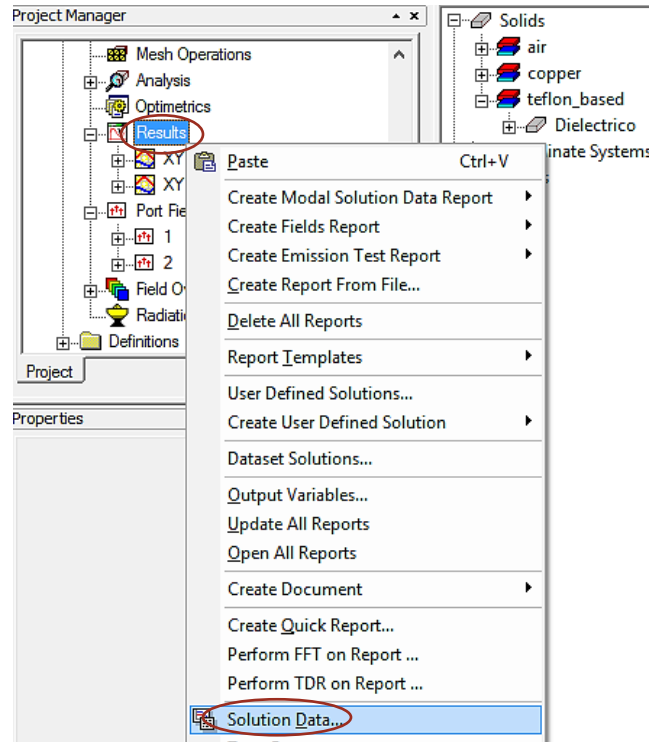 Project Manager
Mesh Operations
Analysis
Optimetrics
Results
XY
XY
Port Fie
1
2
Field O
Radiati
Definitions
Project
Properties
Solids
air
copper
teflon_based
Dielectrico
inate Systems
s
Paste Ctrl+V
Create Modal Solution Data Report
Create Fields Report
Create Emission Test Report
Create Report From File...
Delete All Reports
Report Templates
User Defined Solutions...
Create User Defined Solution
Dataset Solutions...
Output Variables...
Update All Reports
Open All Reports
Create Document
Create Quick Report...
Perform FFT on Report ...
Perform TDR on Report ...
Solution Data...